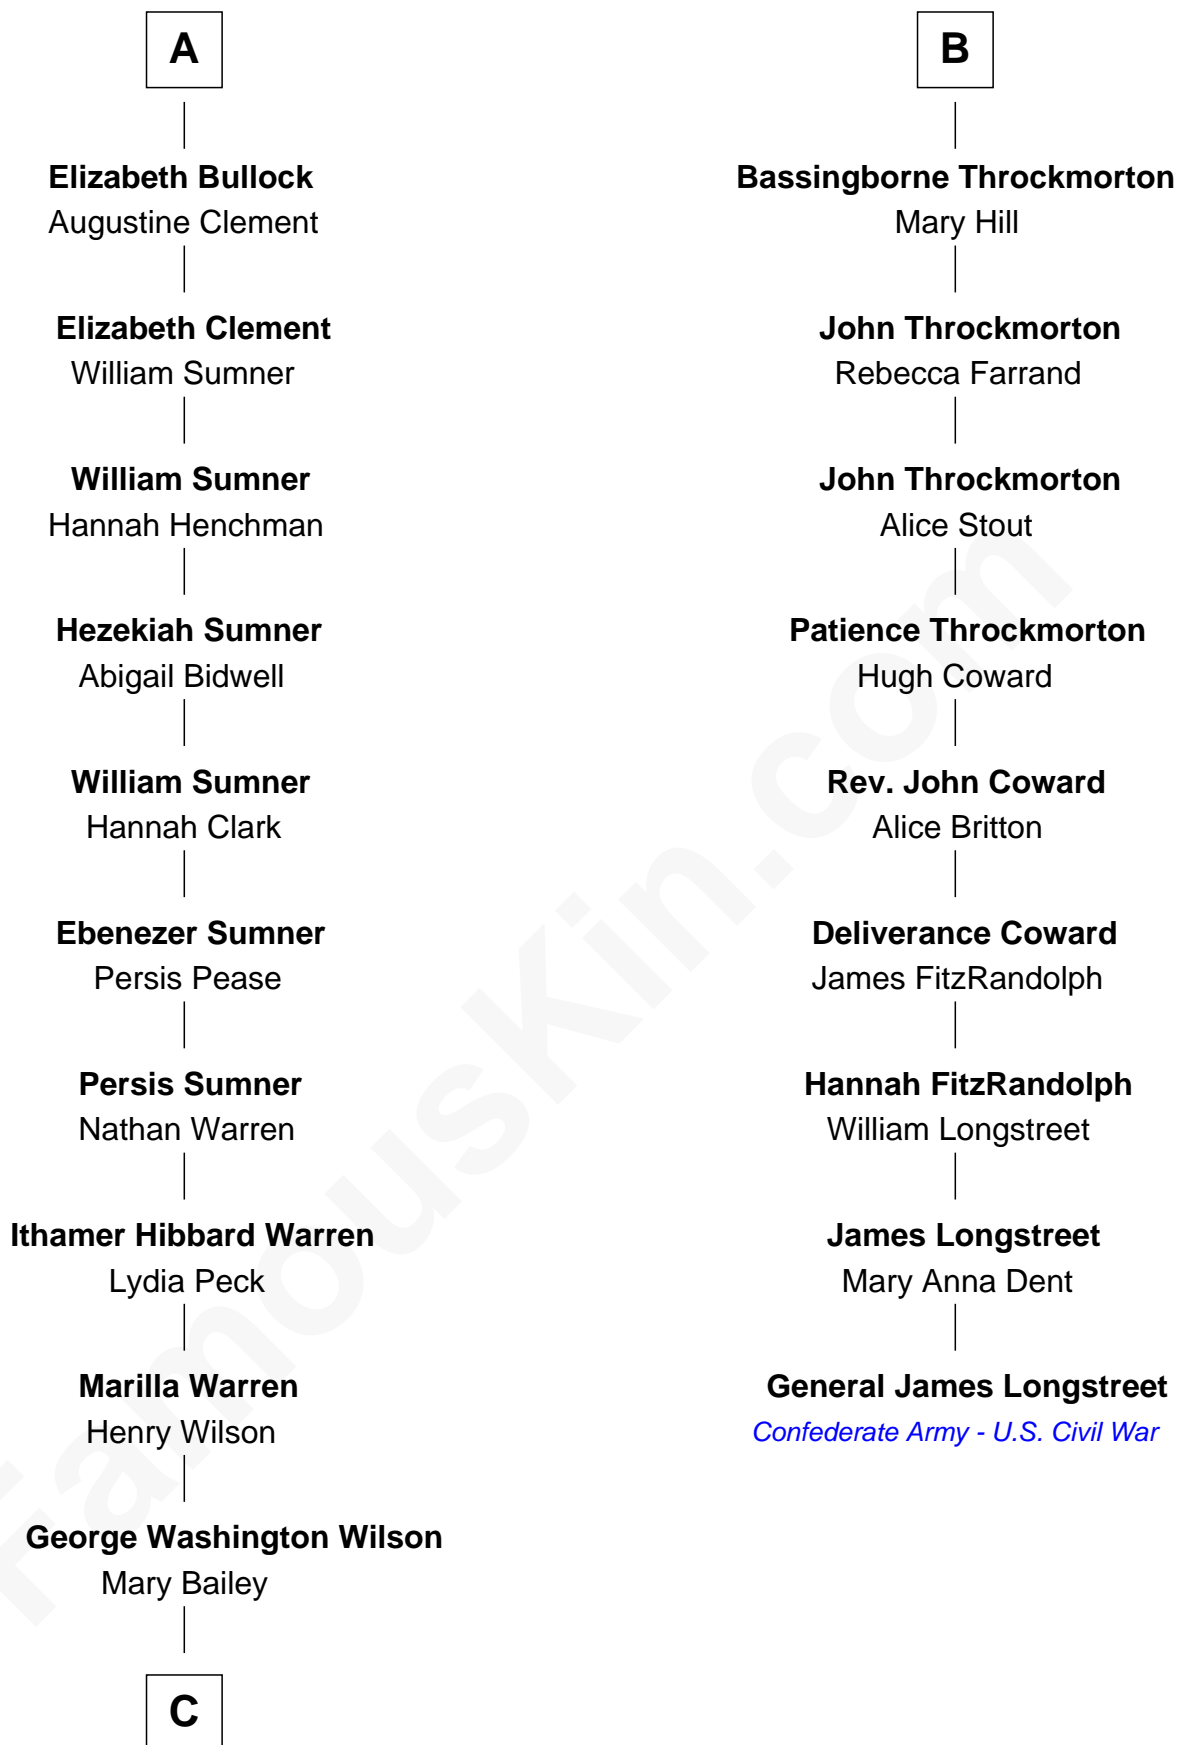 A
Elizabeth Bullock
Augustine Clement
Elizabeth Clement
William Sumner
William Sumner
Hannah Henchman
Hezekiah Sumner
Abigail Bidwell
William Sumner
Hannah Clark
Ebenezer Sumner
Persis Pease
Persis Sumner
Nathan Warren
Ithamer Hibbard Warren
Lydia Peck
Marilla Warren
Henry Wilson
George Washington Wilson
Mary Bailey
C
B
Bassingborne Throckmorton
Mary Hill
John Throckmorton
Rebecca Farrand
John Throckmorton
Alice Stout
Patience Throckmorton
Hugh Coward
Rev. John Coward
Alice Britton
Deliverance Coward
James FitzRandolph
Hannah FitzRandolph
William Longstreet
James Longstreet
Mary Anna Dent
General James Longstreet
Confederate Army - U.S. Civil War
FamousKin.com